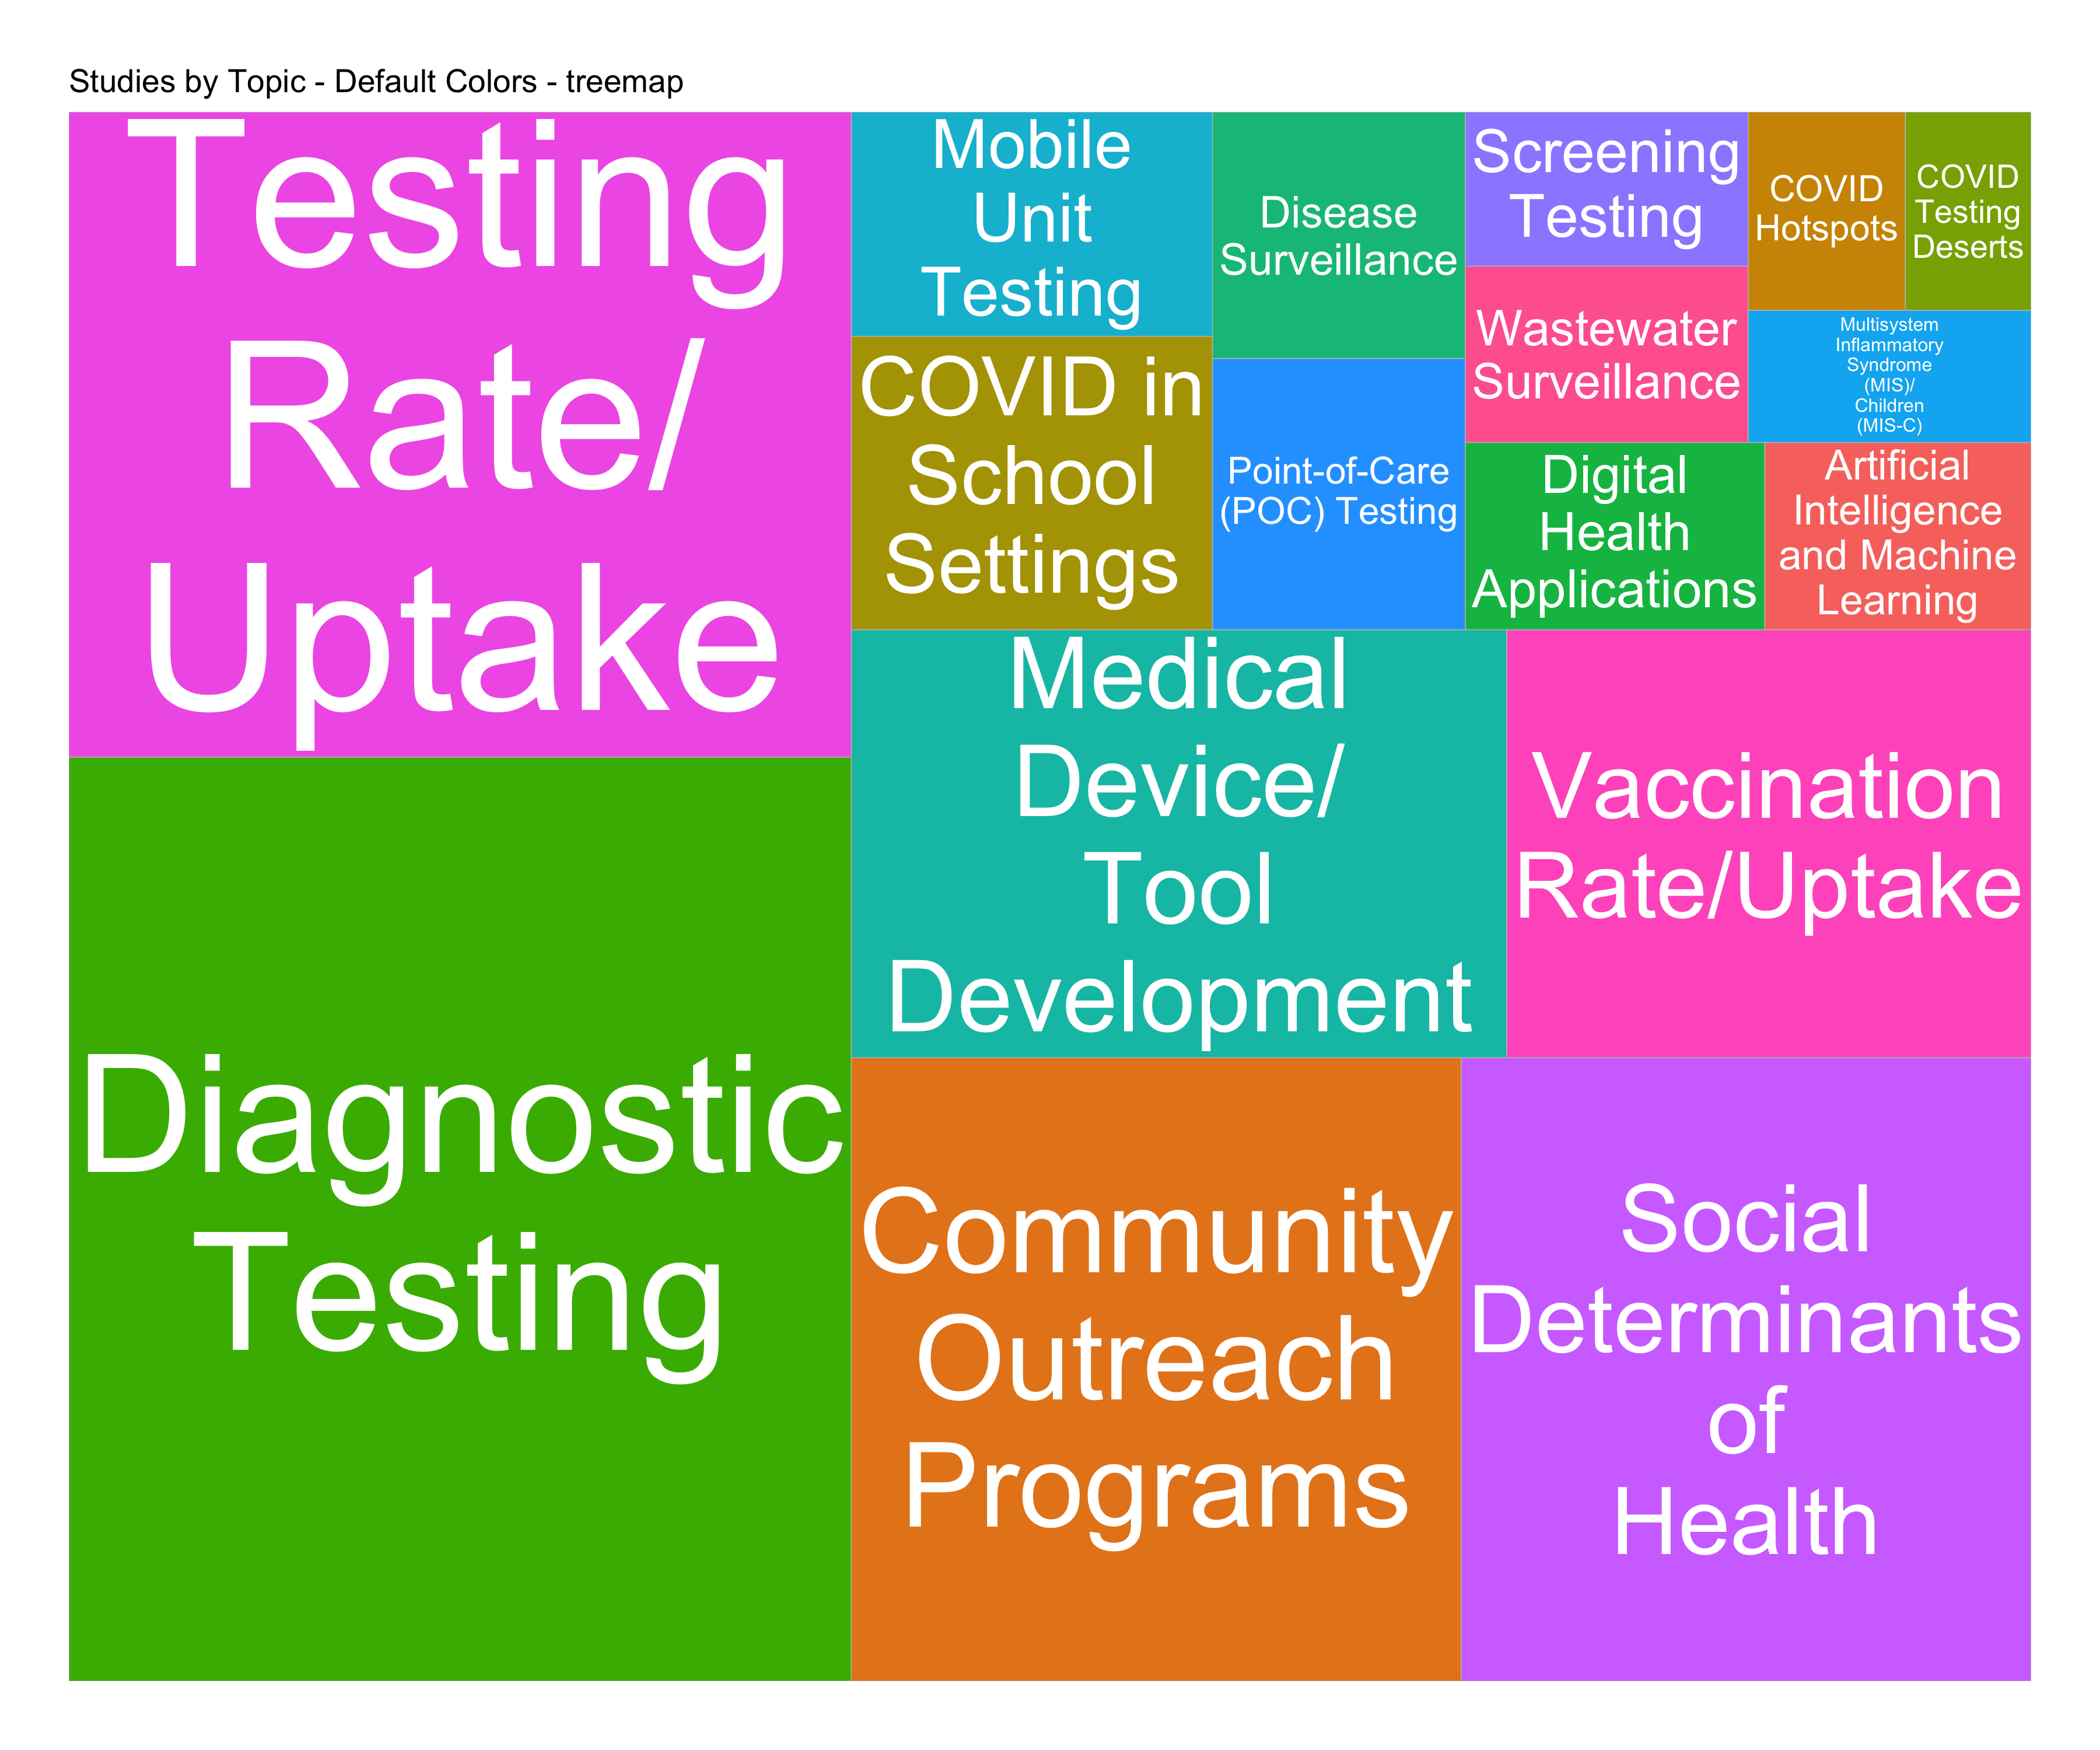 Studies by Topic - Default Colors - treemap
Testing
Rate/
Uptake
Diagnostic
Testing
Mobile
Unit
Testing
COVID in
School
Settings
Disease
Surveillance
Point-of-Care
(POC) Testing
Screening
Testing
Wastewater
Surveillance
COVID
Hotspots
COVID
Testing
Deserts
Multisystem
Inflammatory
Syndrome
(MIS)/
Children
(MIS-C)
Digital
Health
Applications
Artificial
Intelligence
and Machine
Learning
Medical
Device/
Tool
Development
Vaccination
Rate/Uptake
Community
Outreach
Programs
Social
Determinants
of
Health